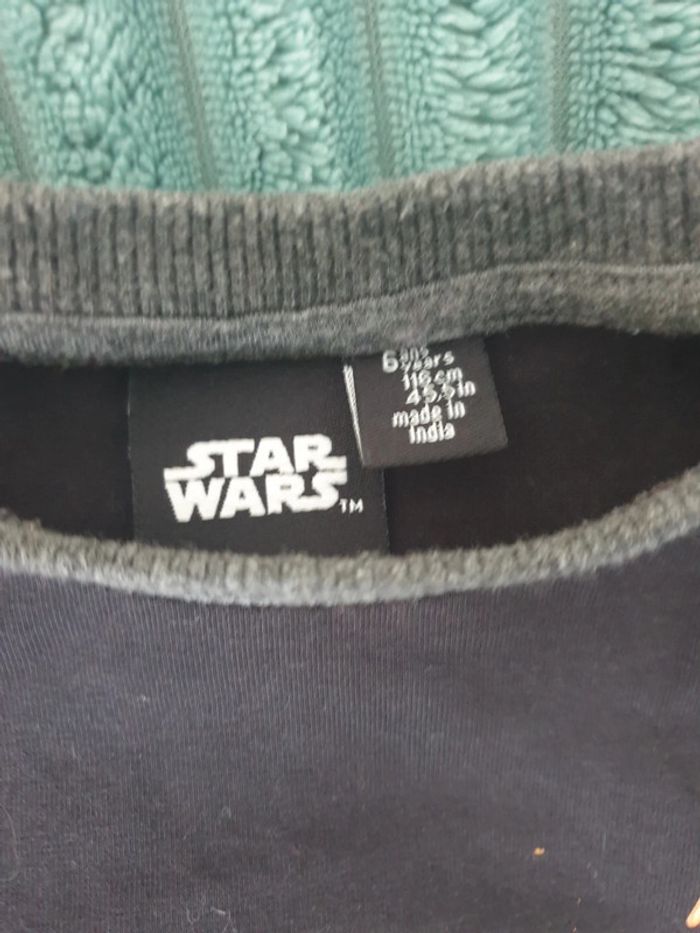 STAR
WARS
TM
6 ans
years
116 cm
45.5 in
made in
India